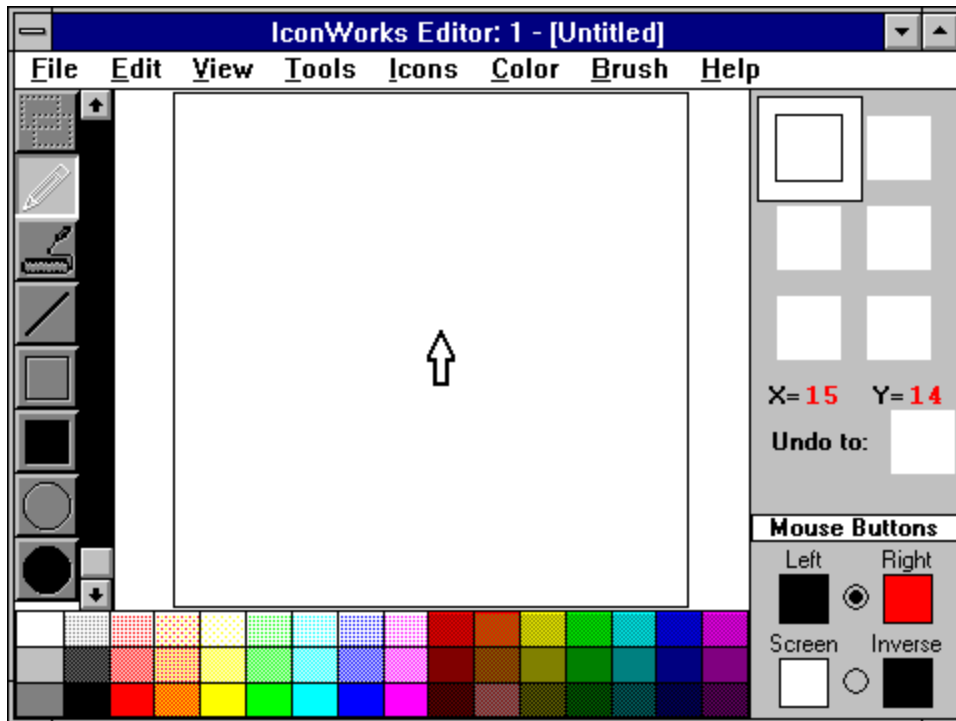 IconWorks Editor: 1 - [Untitled]
File Edit View Tools Icons Color Brush Help
X= 15 Y= 14
Undo to:
Mouse Buttons
Left Right
Screen Inverse